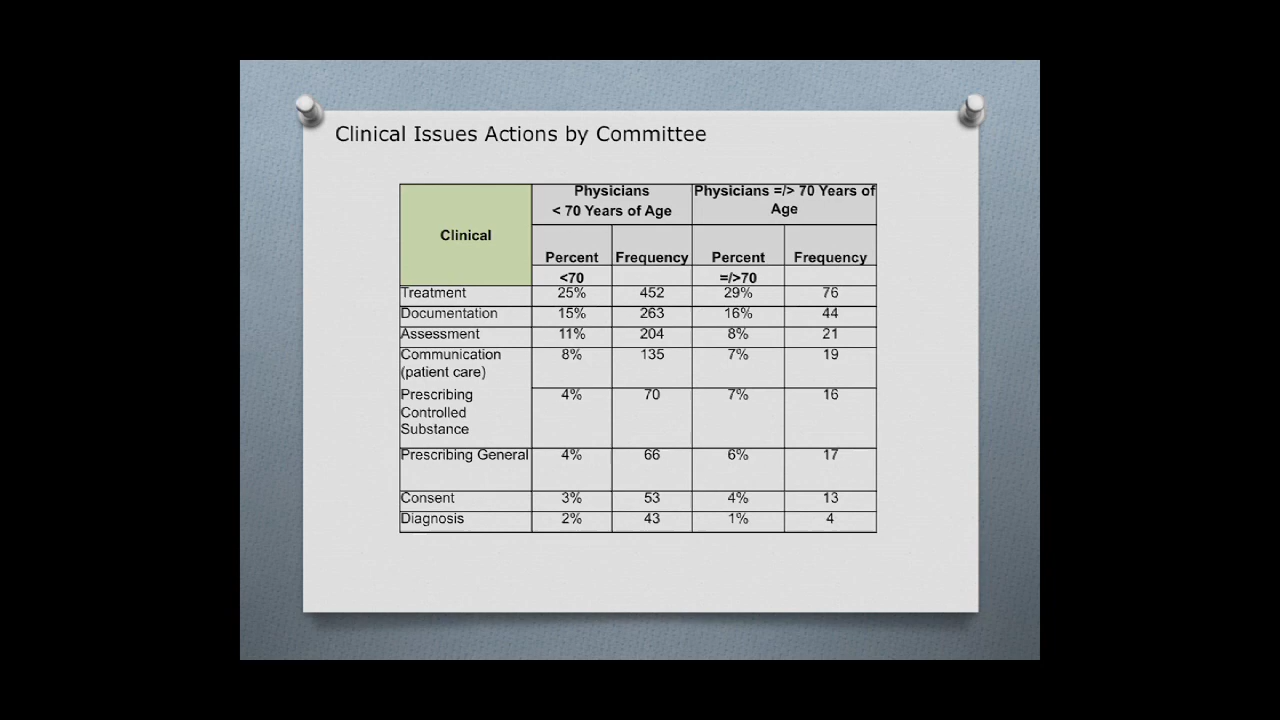 Clinical Issues Actions by Committee
Clinical
Physicians
< 70 Years of Age
Physicians =/> 70 Years of
Age
Percent Frequency Percent Frequency
<70 =/>70
Treatment 25% 452 29% 76
Documentation 15% 263 16% 44
Assessment 11% 204 8% 21
Communication 8% 135 7% 19
(patient care)
Prescribing 4% 70 7% 16
Controlled
Substance
Prescribing General 4% 66 6% 17
Consent 3% 53 4% 13
Diagnosis 2% 43 1% 4